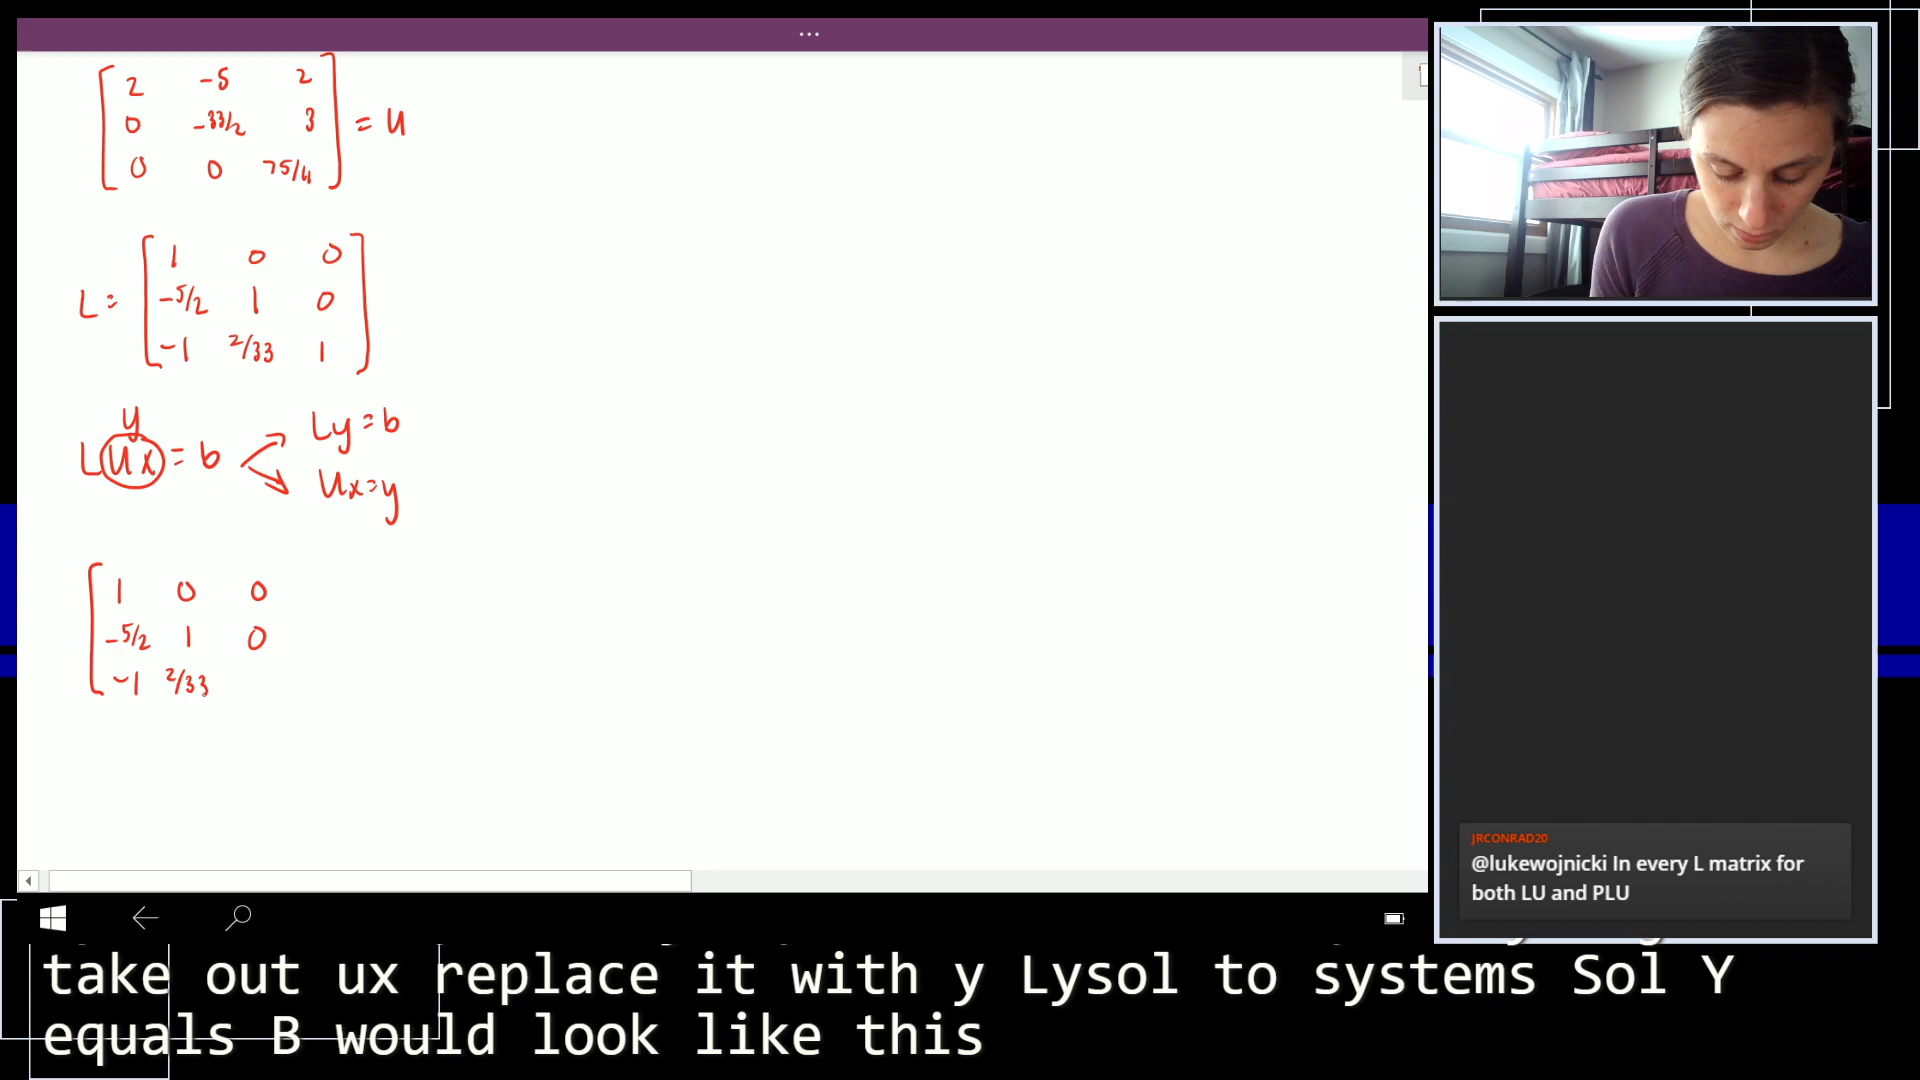 ...
2 -5 2
0 -33/2 3 = U
0 0 75/4
1 0 0
L = -5/2 1 0
-1 2/33 1
y
LUx = b
Ly = b
Ux = y
1 0 0
-5/2 1 0
-1 2/33
JRCONRAD20
@lukewojnicki In every L matrix for
both LU and PLU
take out ux replace it with y Lysol to systems Sol Y
equals B would look like this